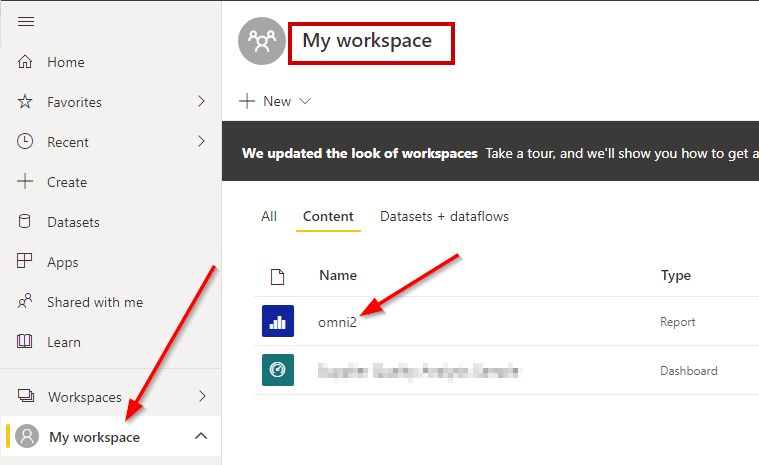 Home
Favorites
Recent
Create
Datasets
Apps
Shared with me
Learn
Workspaces
My workspace
My workspace
New
We updated the look of workspaces Take a tour, and we'll show you how to get a
All Content Datasets + dataflows
Name Type
omni2 Report
Dashboard